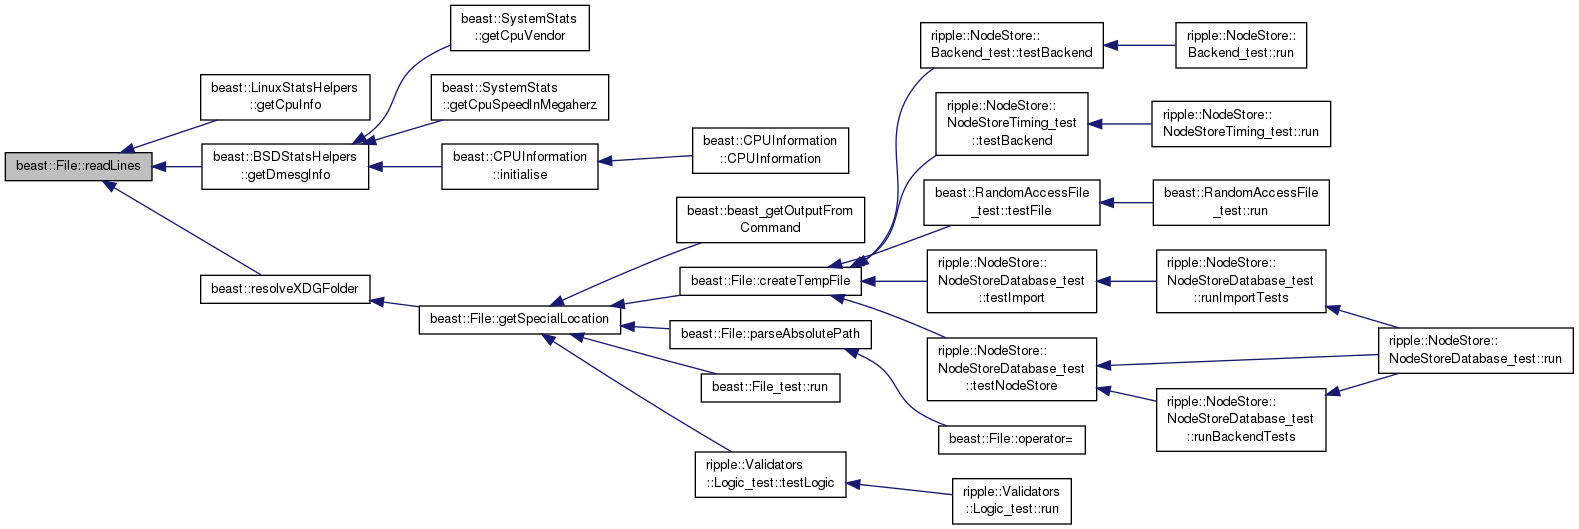 beast::File::readLines
beast::LinuxStatsHelpers
::getCpuInfo
beast::BSDStatsHelpers
::getDmesgInfo
beast::resolveXDGFolder
beast::SystemStats
::getCpuVendor
beast::SystemStats
::getCpuSpeedInMegaherz
beast::CPUInformation
::initialise
beast::File::getSpecialLocation
beast::CPUInformation
::CPUInformation
beast::beast_getOutputFrom
Command
beast::File::createTempFile
beast::File::parseAbsolutePath
beast::File_test::run
ripple::Validators
::Logic_test::testLogic
ripple::NodeStore::
Backend_test::testBackend
ripple::NodeStore::
NodeStoreTiming_test
::testBackend
beast::RandomAccessFile
_test::testFile
ripple::NodeStore::
NodeStoreDatabase_test
::testImport
ripple::NodeStore::
NodeStoreDatabase_test
::testNodeStore
beast::File::operator=
ripple::Validators
::Logic_test::run
ripple::NodeStore::
Backend_test::run
ripple::NodeStore::
NodeStoreTiming_test::run
beast::RandomAccessFile
_test::run
ripple::NodeStore::
NodeStoreDatabase_test
::runImportTests
ripple::NodeStore::
NodeStoreDatabase_test
::runBackendTests
ripple::NodeStore::
NodeStoreDatabase_test::run